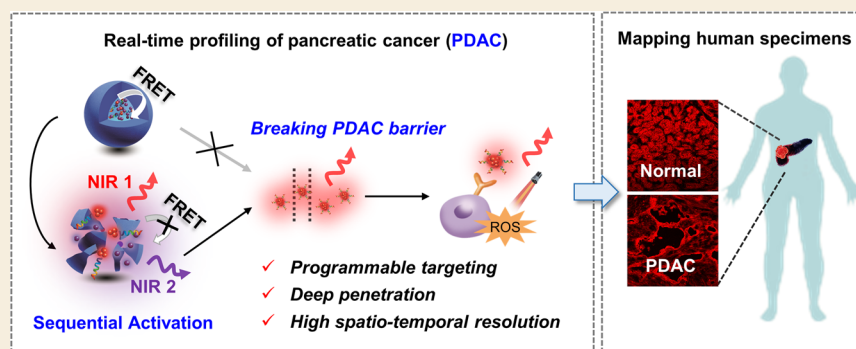 Real-time profiling of pancreatic cancer (PDAC)
Mapping human specimens
FRET
Breaking PDAC barrier
NIR 1
FRET
NIR 2
ROS
Sequential Activation
✓ Programmable targeting
✓ Deep penetration
✓ High spatio-temporal resolution
Normal
PDAC